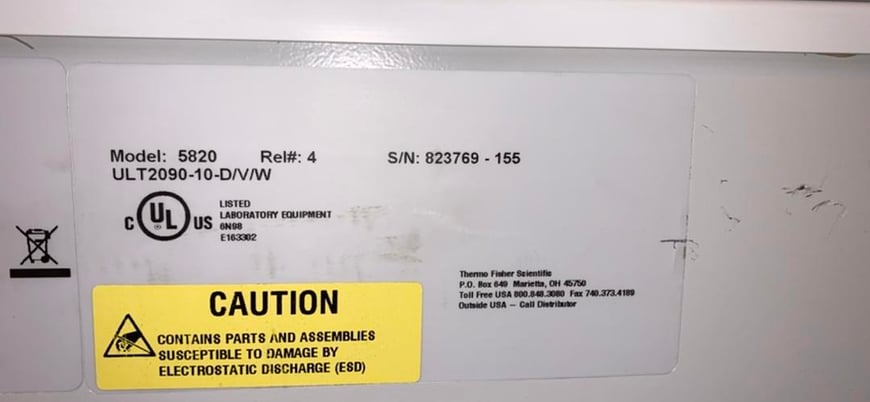 Model: 5820 Rel#: 4 S/N: 823769 - 155
ULT2090-10-D/V/W
C UL US
LISTED
LABORATORY EQUIPMENT
6N98
E163302
Thermo Fisher Scientific
P.O. Box 649 Marietta, OH 45750
Toll Free USA 800.848.3080 Fax 740.373.4189
Outside USA – Call Distributor
CAUTION
CONTAINS PARTS AND ASSEMBLIES
SUSCEPTIBLE TO DAMAGE BY
ELECTROSTATIC DISCHARGE (ESD)